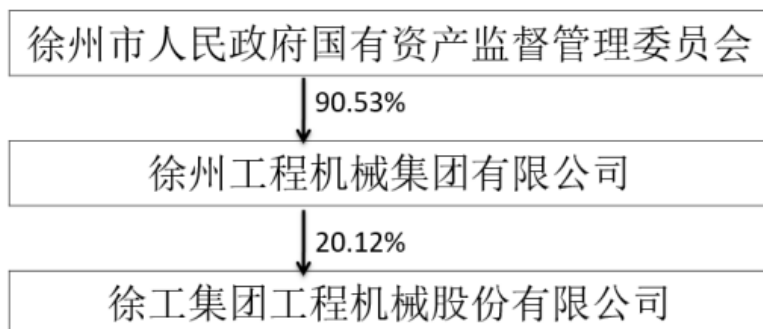 徐州市人民政府国有资产监督管理委员会
90.53%
徐州工程机械集团有限公司
20.12%
徐工集团工程机械股份有限公司